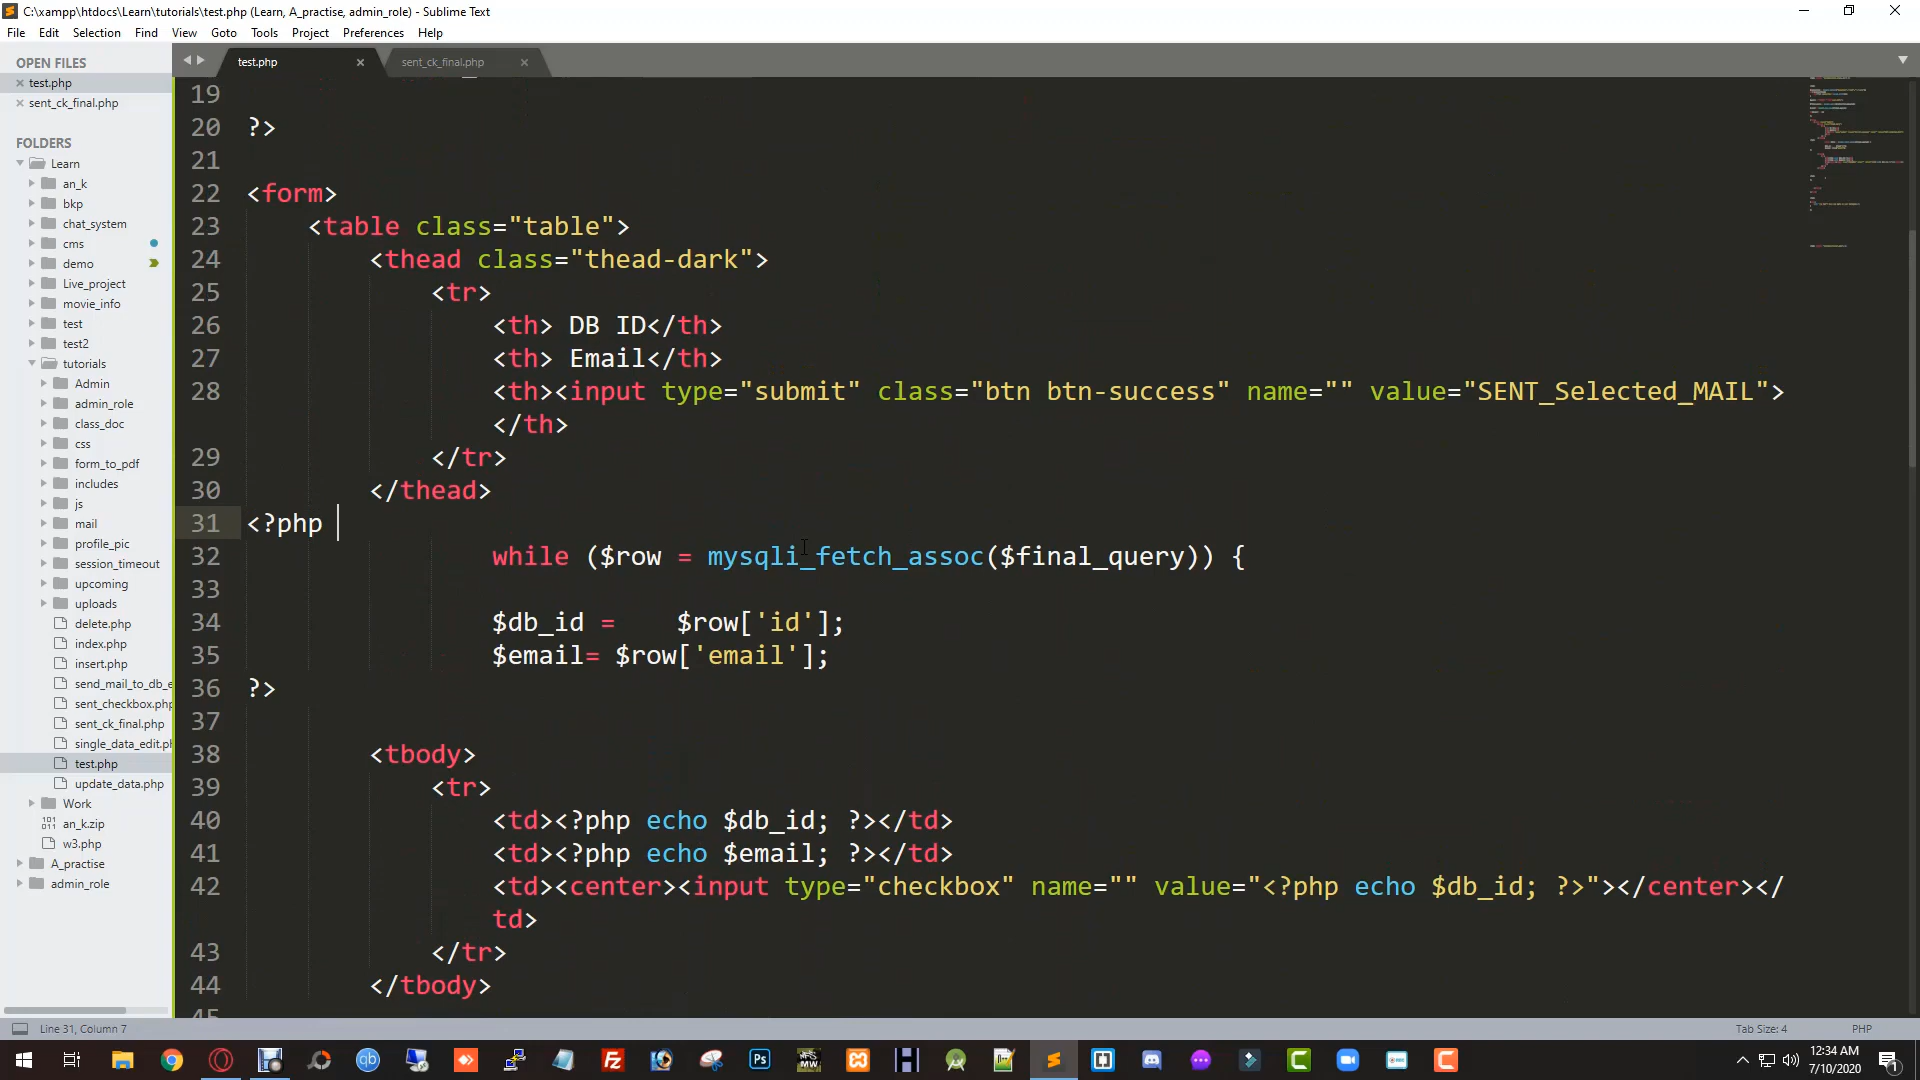 C:\xampp\htdocs\Learn\tutorials\test.php (Learn, A_practise, admin_role) - Sublime Text
File Edit Selection Find View Goto Tools Project Preferences Help
OPEN FILES
test.php
sent_ck_final.php
FOLDERS
Learn
an_k
bkp
chat_system
cms
demo
Live_project
movie_info
test
test2
tutorials
Admin
admin_role
class_doc
css
form_to_pdf
includes
js
mail
profile_pic
session_timeout
upcoming
uploads
delete.php
index.php
insert.php
send_mail_to_db_e
sent_checkbox.php
sent_ck_final.php
single_data_edit.ph
test.php
update_data.php
Work
an_k.zip
w3.php
A_practise
admin_role
test.php
sent_ck_final.php
19
20 ?>
21
22 <form>
23 <table class="table">
24 <thead class="thead-dark">
25 <tr>
26 <th> DB ID</th>
27 <th> Email</th>
28 <th><input type="submit" class="btn btn-success" name="" value="SENT_Selected_MAIL">
</th>
29 </tr>
30 </thead>
31 <?php
32 while ($row = mysqli_fetch_assoc($final_query)) {
33
34 $db_id = $row['id'];
35 $email= $row['email'];
36 ?>
37
38 <tbody>
39 <tr>
40 <td><?php echo $db_id; ?></td>
41 <td><?php echo $email; ?></td>
42 <td><center><input type="checkbox" name="" value="<?php echo $db_id; ?>"></center></
td>
43 </tr>
44 </tbody>
45
Line 31, Column 7
Tab Size: 4
PHP
12:34 AM
7/10/2020